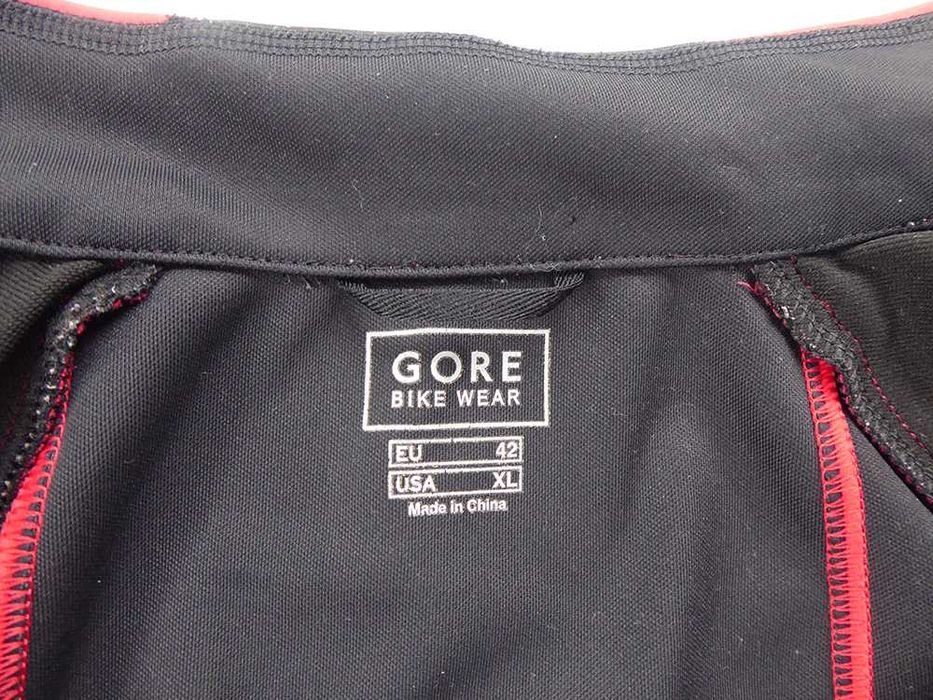 GORE
BIKE WEAR
EU 42
USA XL
Made in China